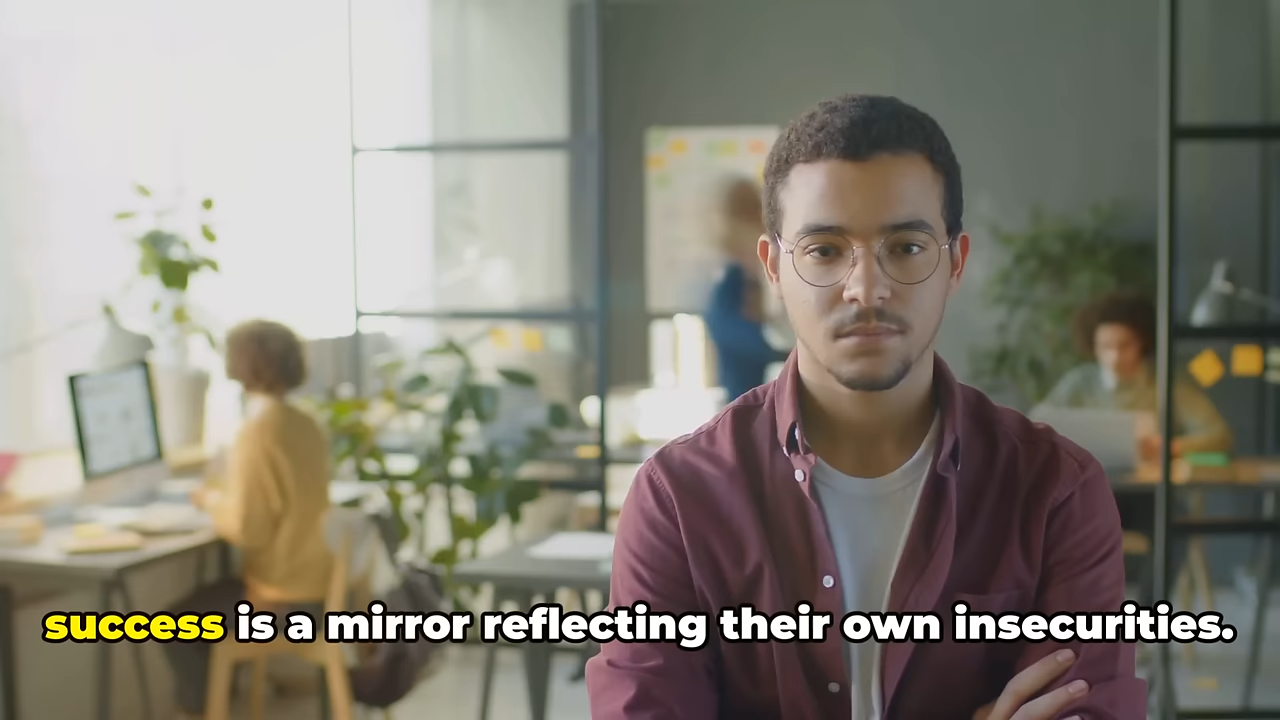 success is a mirror reflecting their own insecurities.